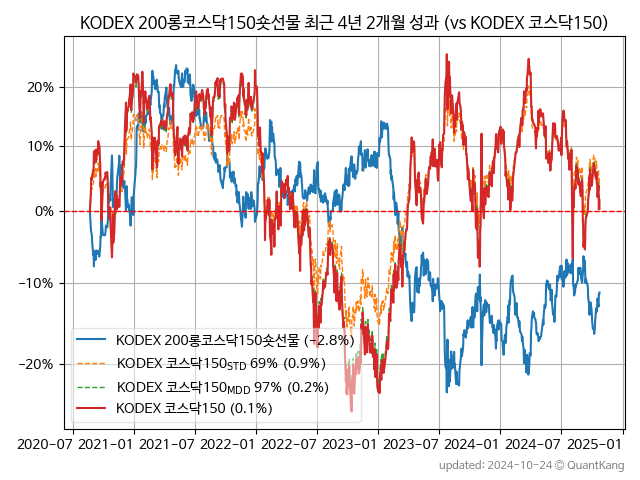 KODEX 200롱코스닥150숏선물 최근 4년 2개월 성과 (vs KODEX 코스닥150)
20%
10%
0%
−10%
−20%
KODEX 200롱코스닥150숏선물 (−2.8%)
KODEX 코스닥150STD 69% (0.9%)
KODEX 코스닥150MDD 97% (0.2%)
KODEX 코스닥150 (0.1%)
2020-07 2021-01 2021-07 2022-01 2022-07 2023-01 2023-07 2024-01 2024-07 2025-01
updated: 2024-10-24 © QuantKang